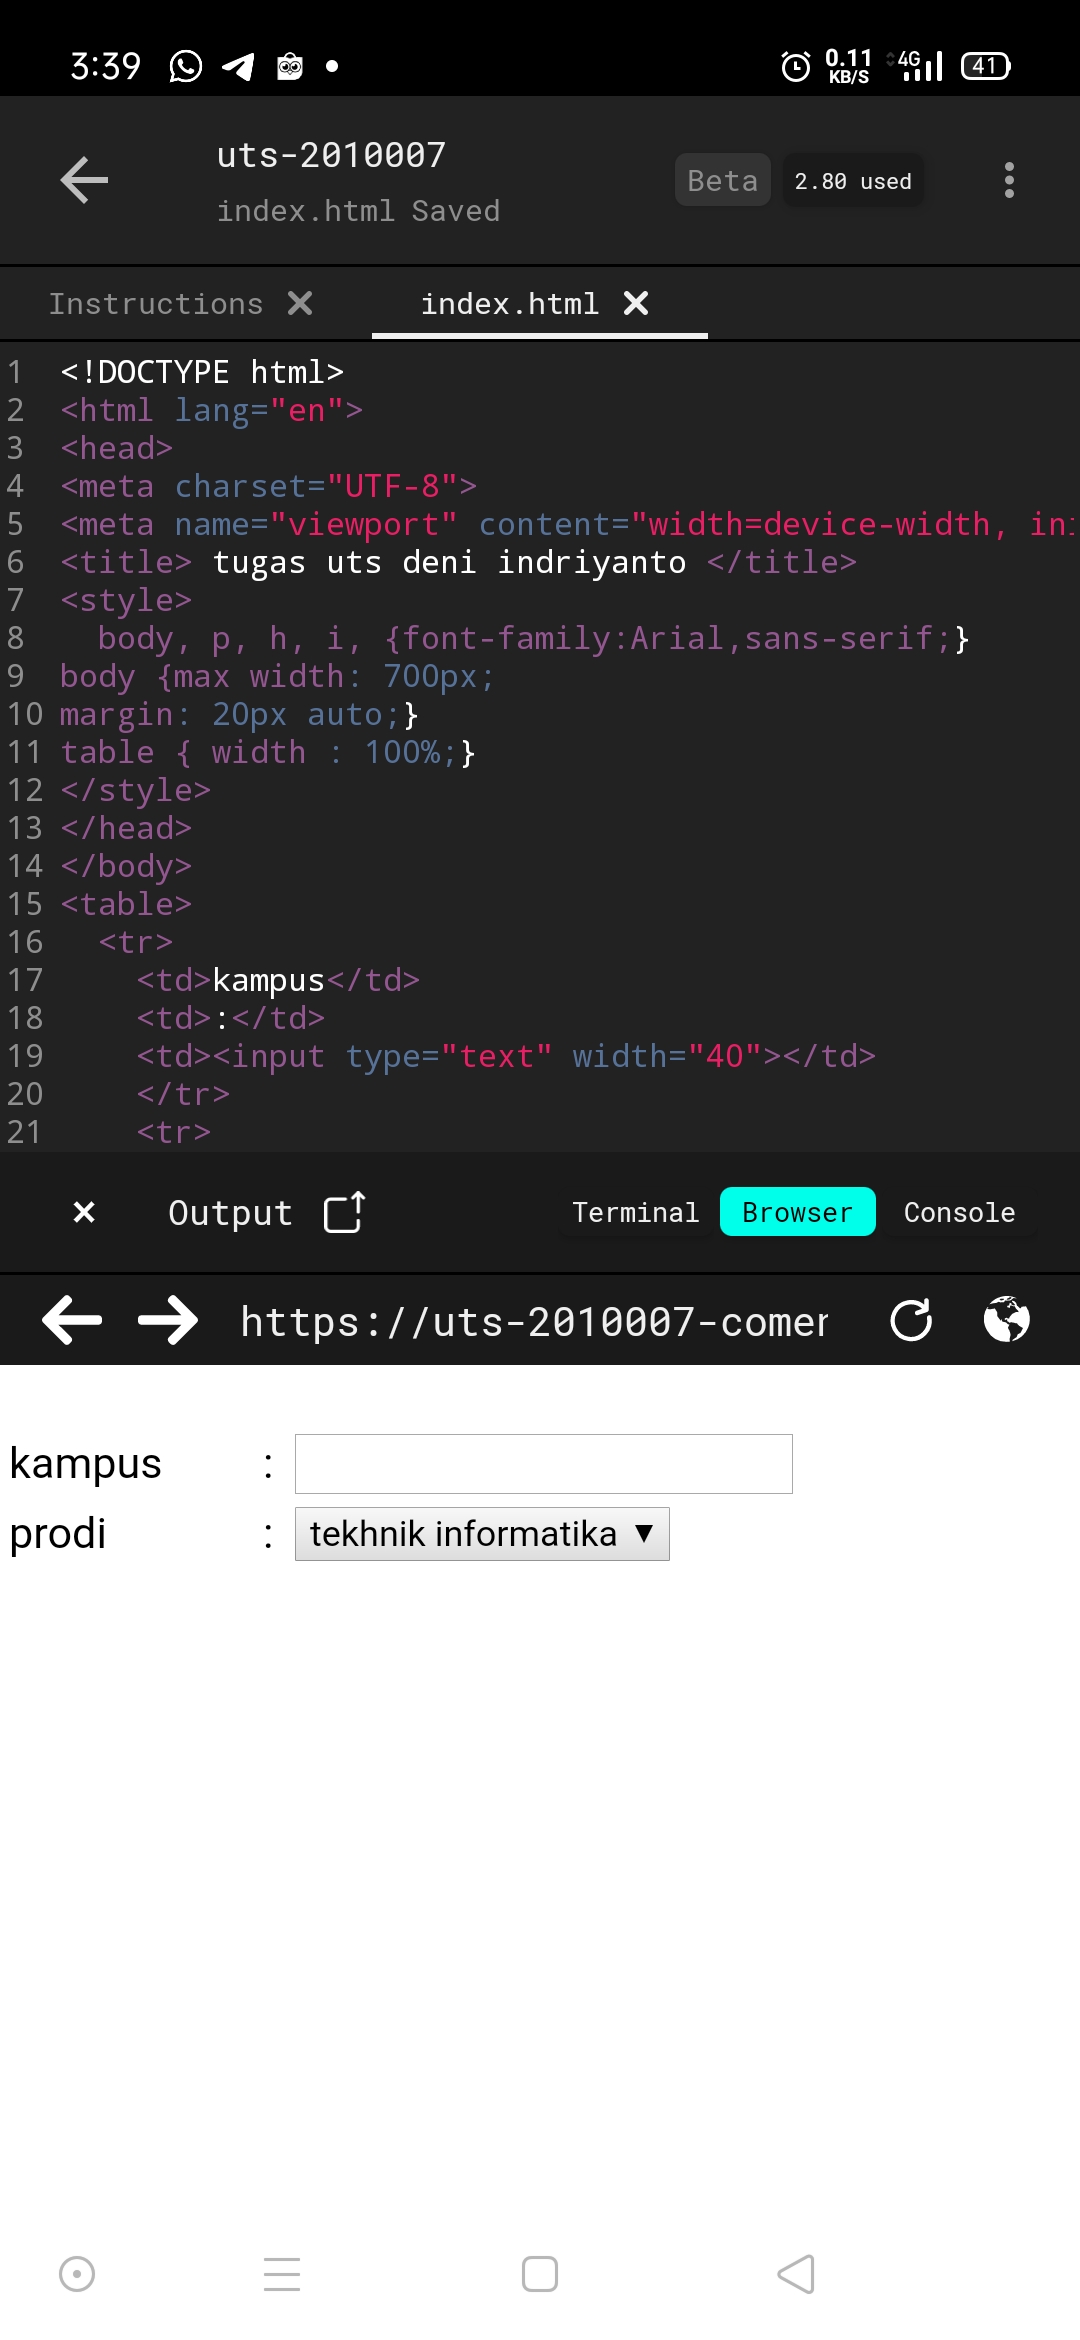 3:39
0.11 KB/S 4G 41
uts-2010007
index.html Saved
Beta
2.80 used
Instructions
index.html
1 <!DOCTYPE html>
2 <html lang="en">
3 <head>
4 <meta charset="UTF-8">
5 <meta name="viewport" content="width=device-width, ini
6 <title> tugas uts deni indriyanto </title>
7 <style>
8 body, p, h, i, {font-family:Arial,sans-serif;}
9 body {max width: 700px;
10 margin: 20px auto;}
11 table { width : 100%;}
12 </style>
13 </head>
14 </body>
15 <table>
16 <tr>
17 <td>kampus</td>
18 <td>:</td>
19 <td><input type="text" width="40"></td>
20 </tr>
21 <tr>
× Output Terminal Browser Console
https://uts-2010007-comer
kampus :
prodi : tekhnik informatika ▼